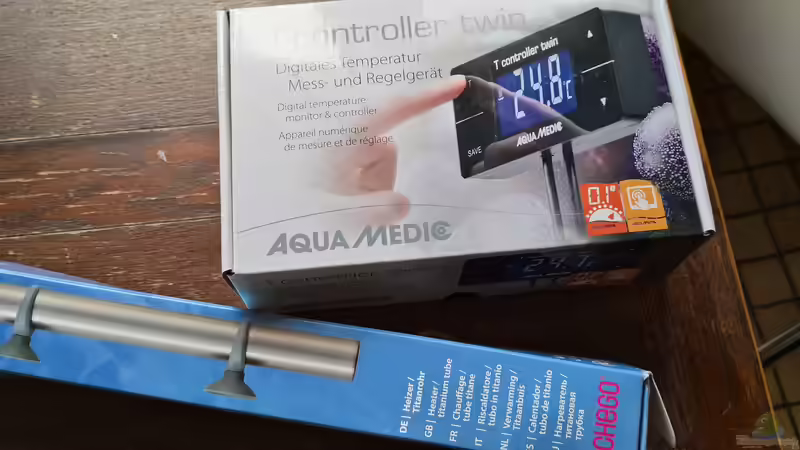 T controller twin
Digitales Temperatur
Mess- und Regelgerät
Digital temperature
monitor & controller
Appareil numérique
de mesure et de réglage
T controller twin
24.8°C
AQUA MEDIC
SAVE
0.1°
AQUA MEDIC
DE | Heizer /
Titanrohr
GB | Heater /
titanium tube
FR | Chauffage /
tube titane
IT | Riscaldatore /
tubo in titanio
NL | Verwarming /
Titaanbuis
ES | Calentador /
tubo de titanio
Нагреватель /
титановая
трубка